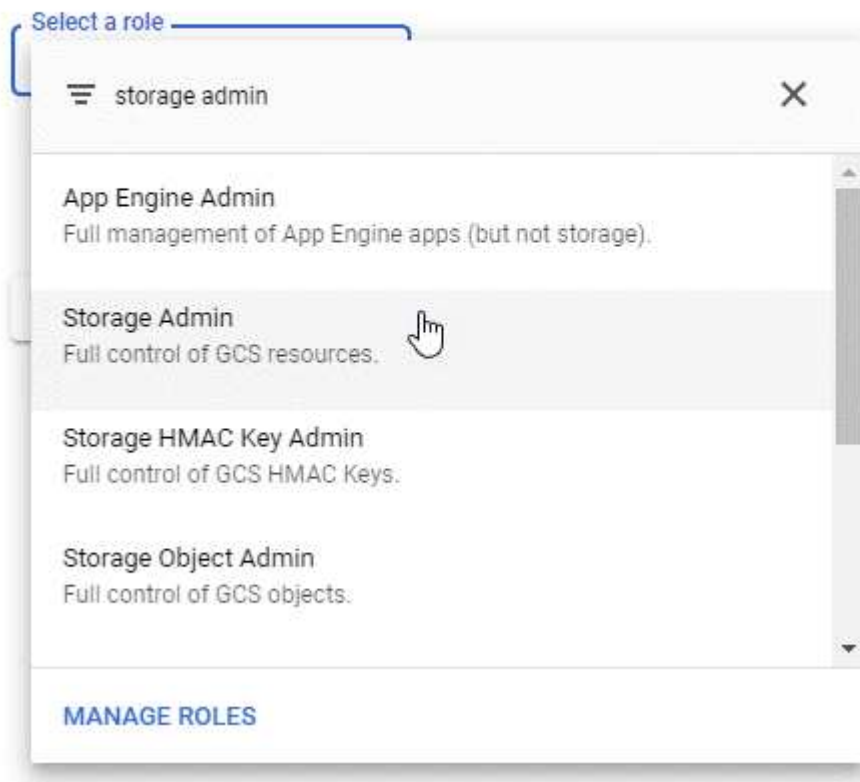 Select a role
storage admin
App Engine Admin
Full management of App Engine apps (but not storage).
Storage Admin
Full control of GCS resources.
Storage HMAC Key Admin
Full control of GCS HMAC Keys.
Storage Object Admin
Full control of GCS objects.
MANAGE ROLES